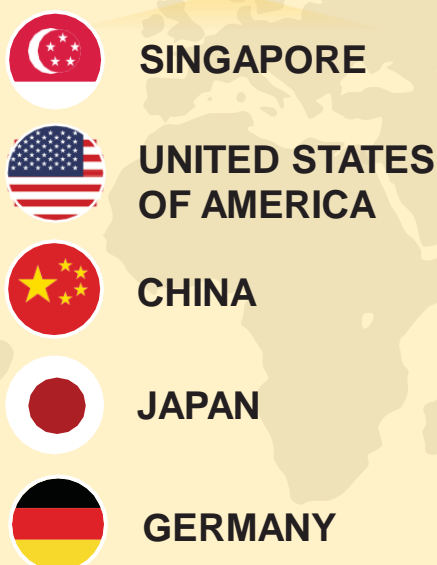 SINGAPORE
UNITED STATES
OF AMERICA
CHINA
JAPAN
GERMANY